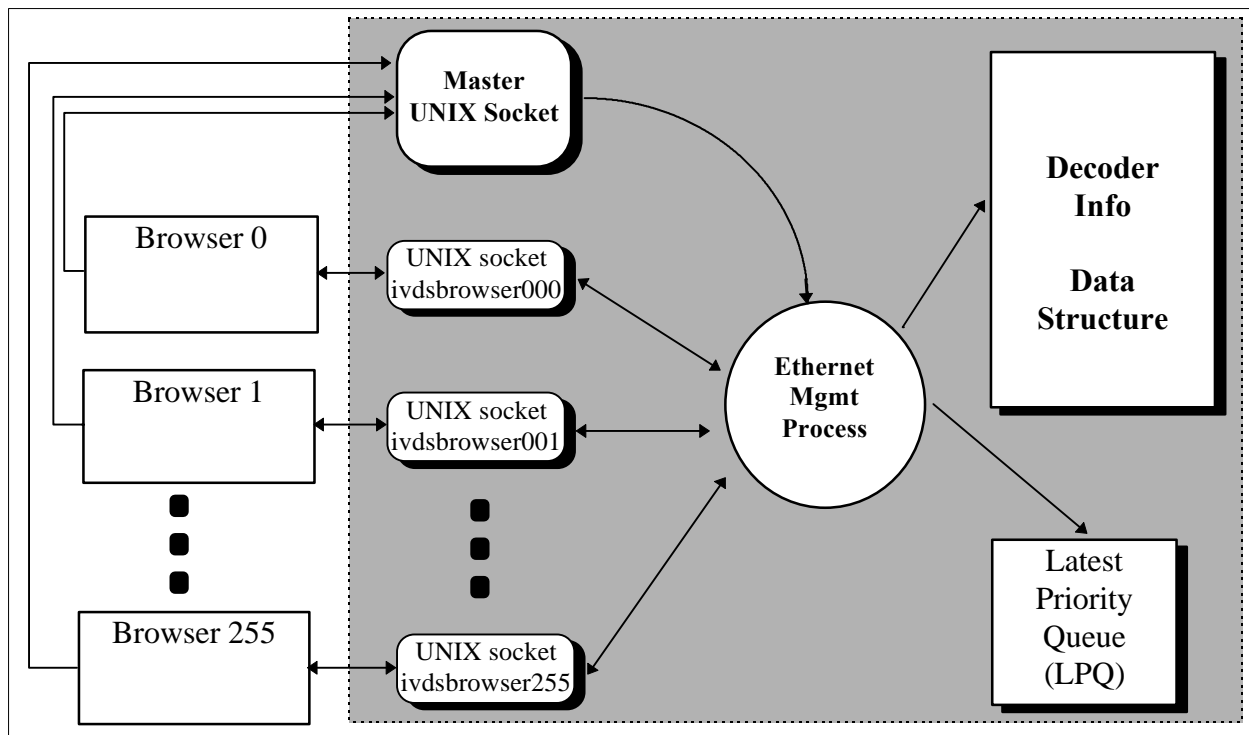 Master
UNIX Socket
Decoder
Info
Data
Structure
Browser 0
UNIX socket
ivdsbrowser000
Ethernet
Mgmt
Process
Browser 1
UNIX socket
ivdsbrowser001
Latest
Priority
Queue
(LPQ)
Browser 255
UNIX socket
ivdsbrowser255